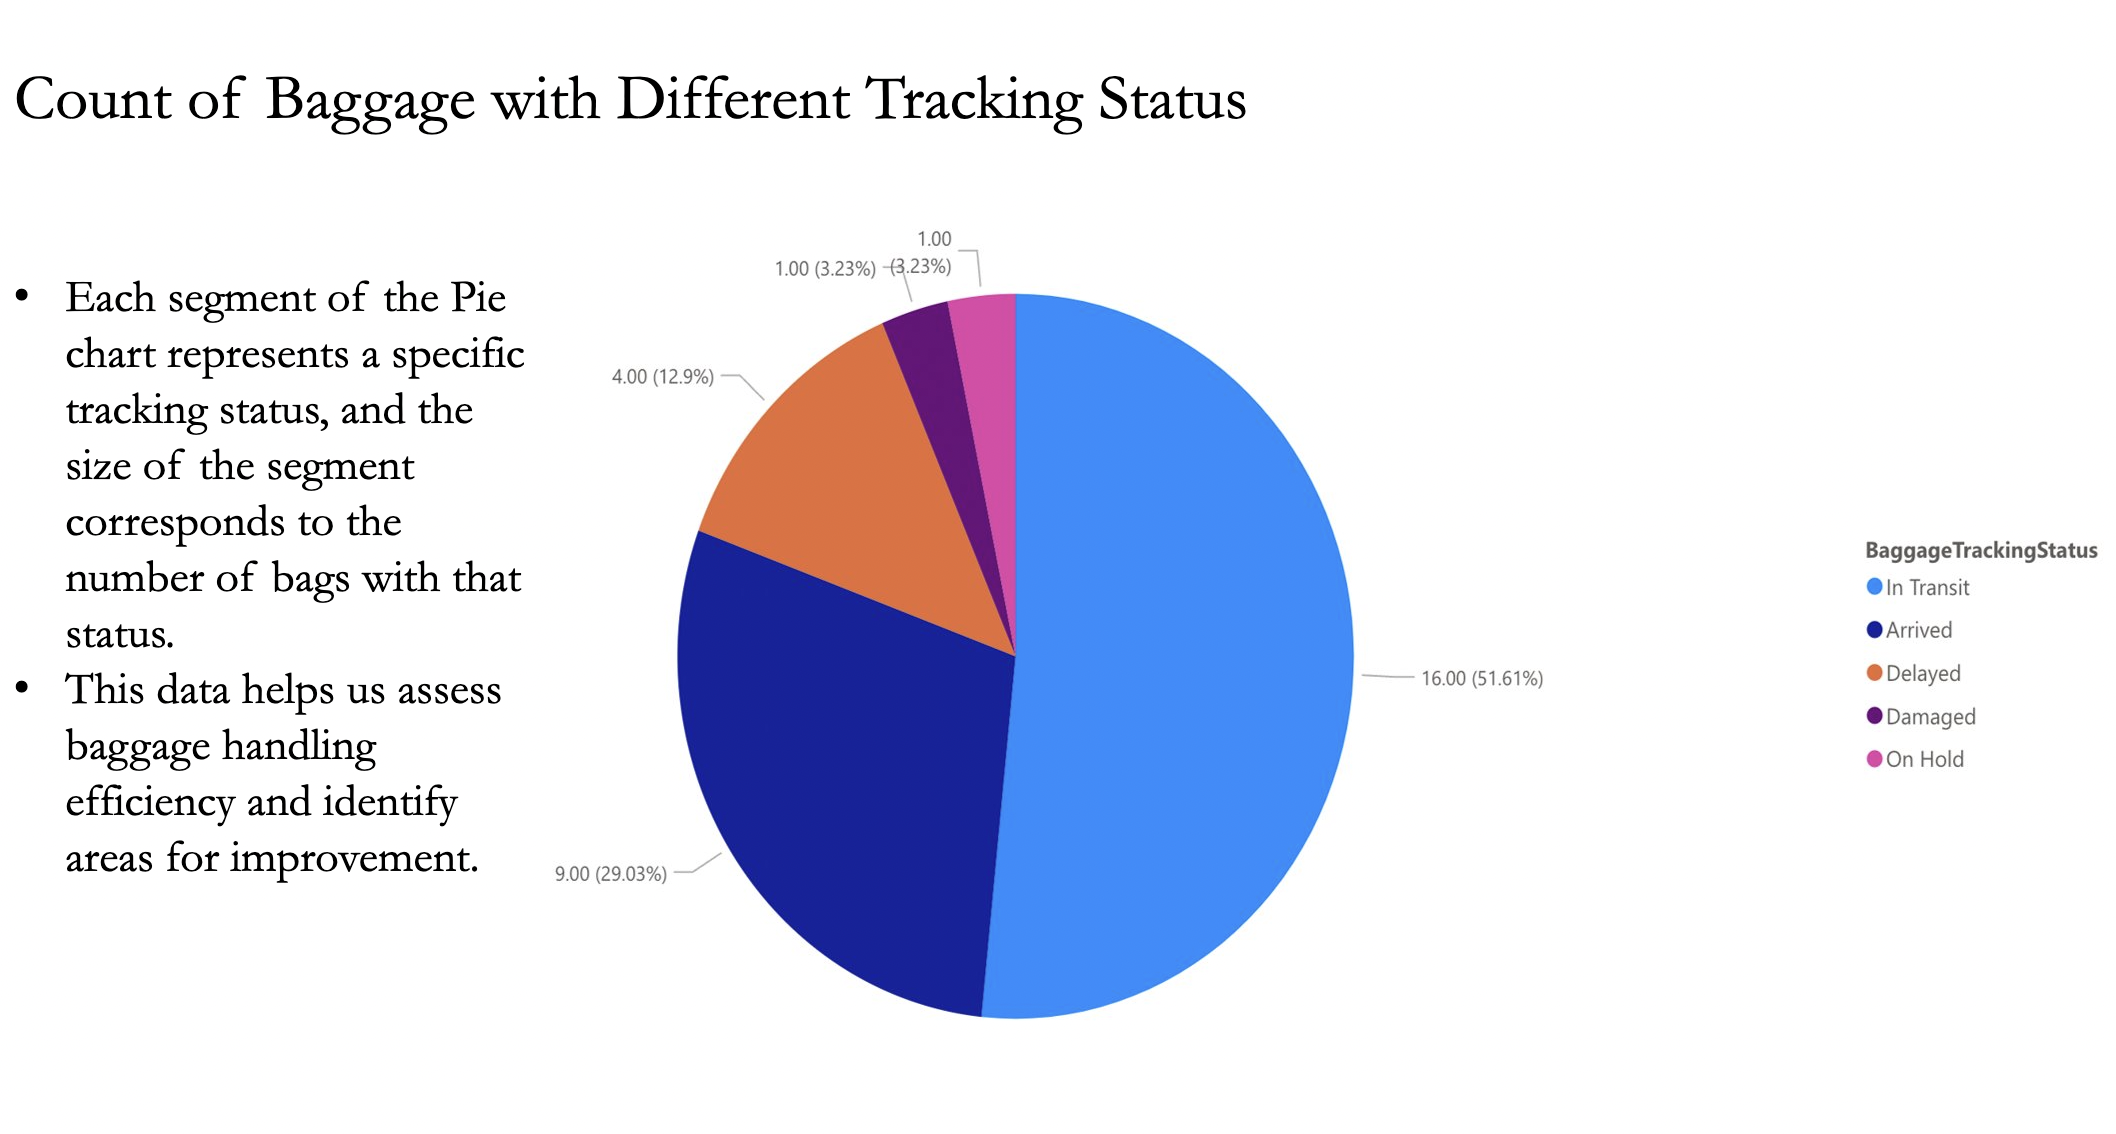 Count of Baggage with Different Tracking Status
• Each segment of the Pie
chart represents a specific
tracking status, and the
size of the segment
corresponds to the
number of bags with that
status.
• This data helps us assess
baggage handling
efficiency and identify
areas for improvement.
1.00
(3.23%)
1.00 (3.23%)
4.00 (12.9%)
9.00 (29.03%)
16.00 (51.61%)
BaggageTrackingStatus
In Transit
Arrived
Delayed
Damaged
On Hold